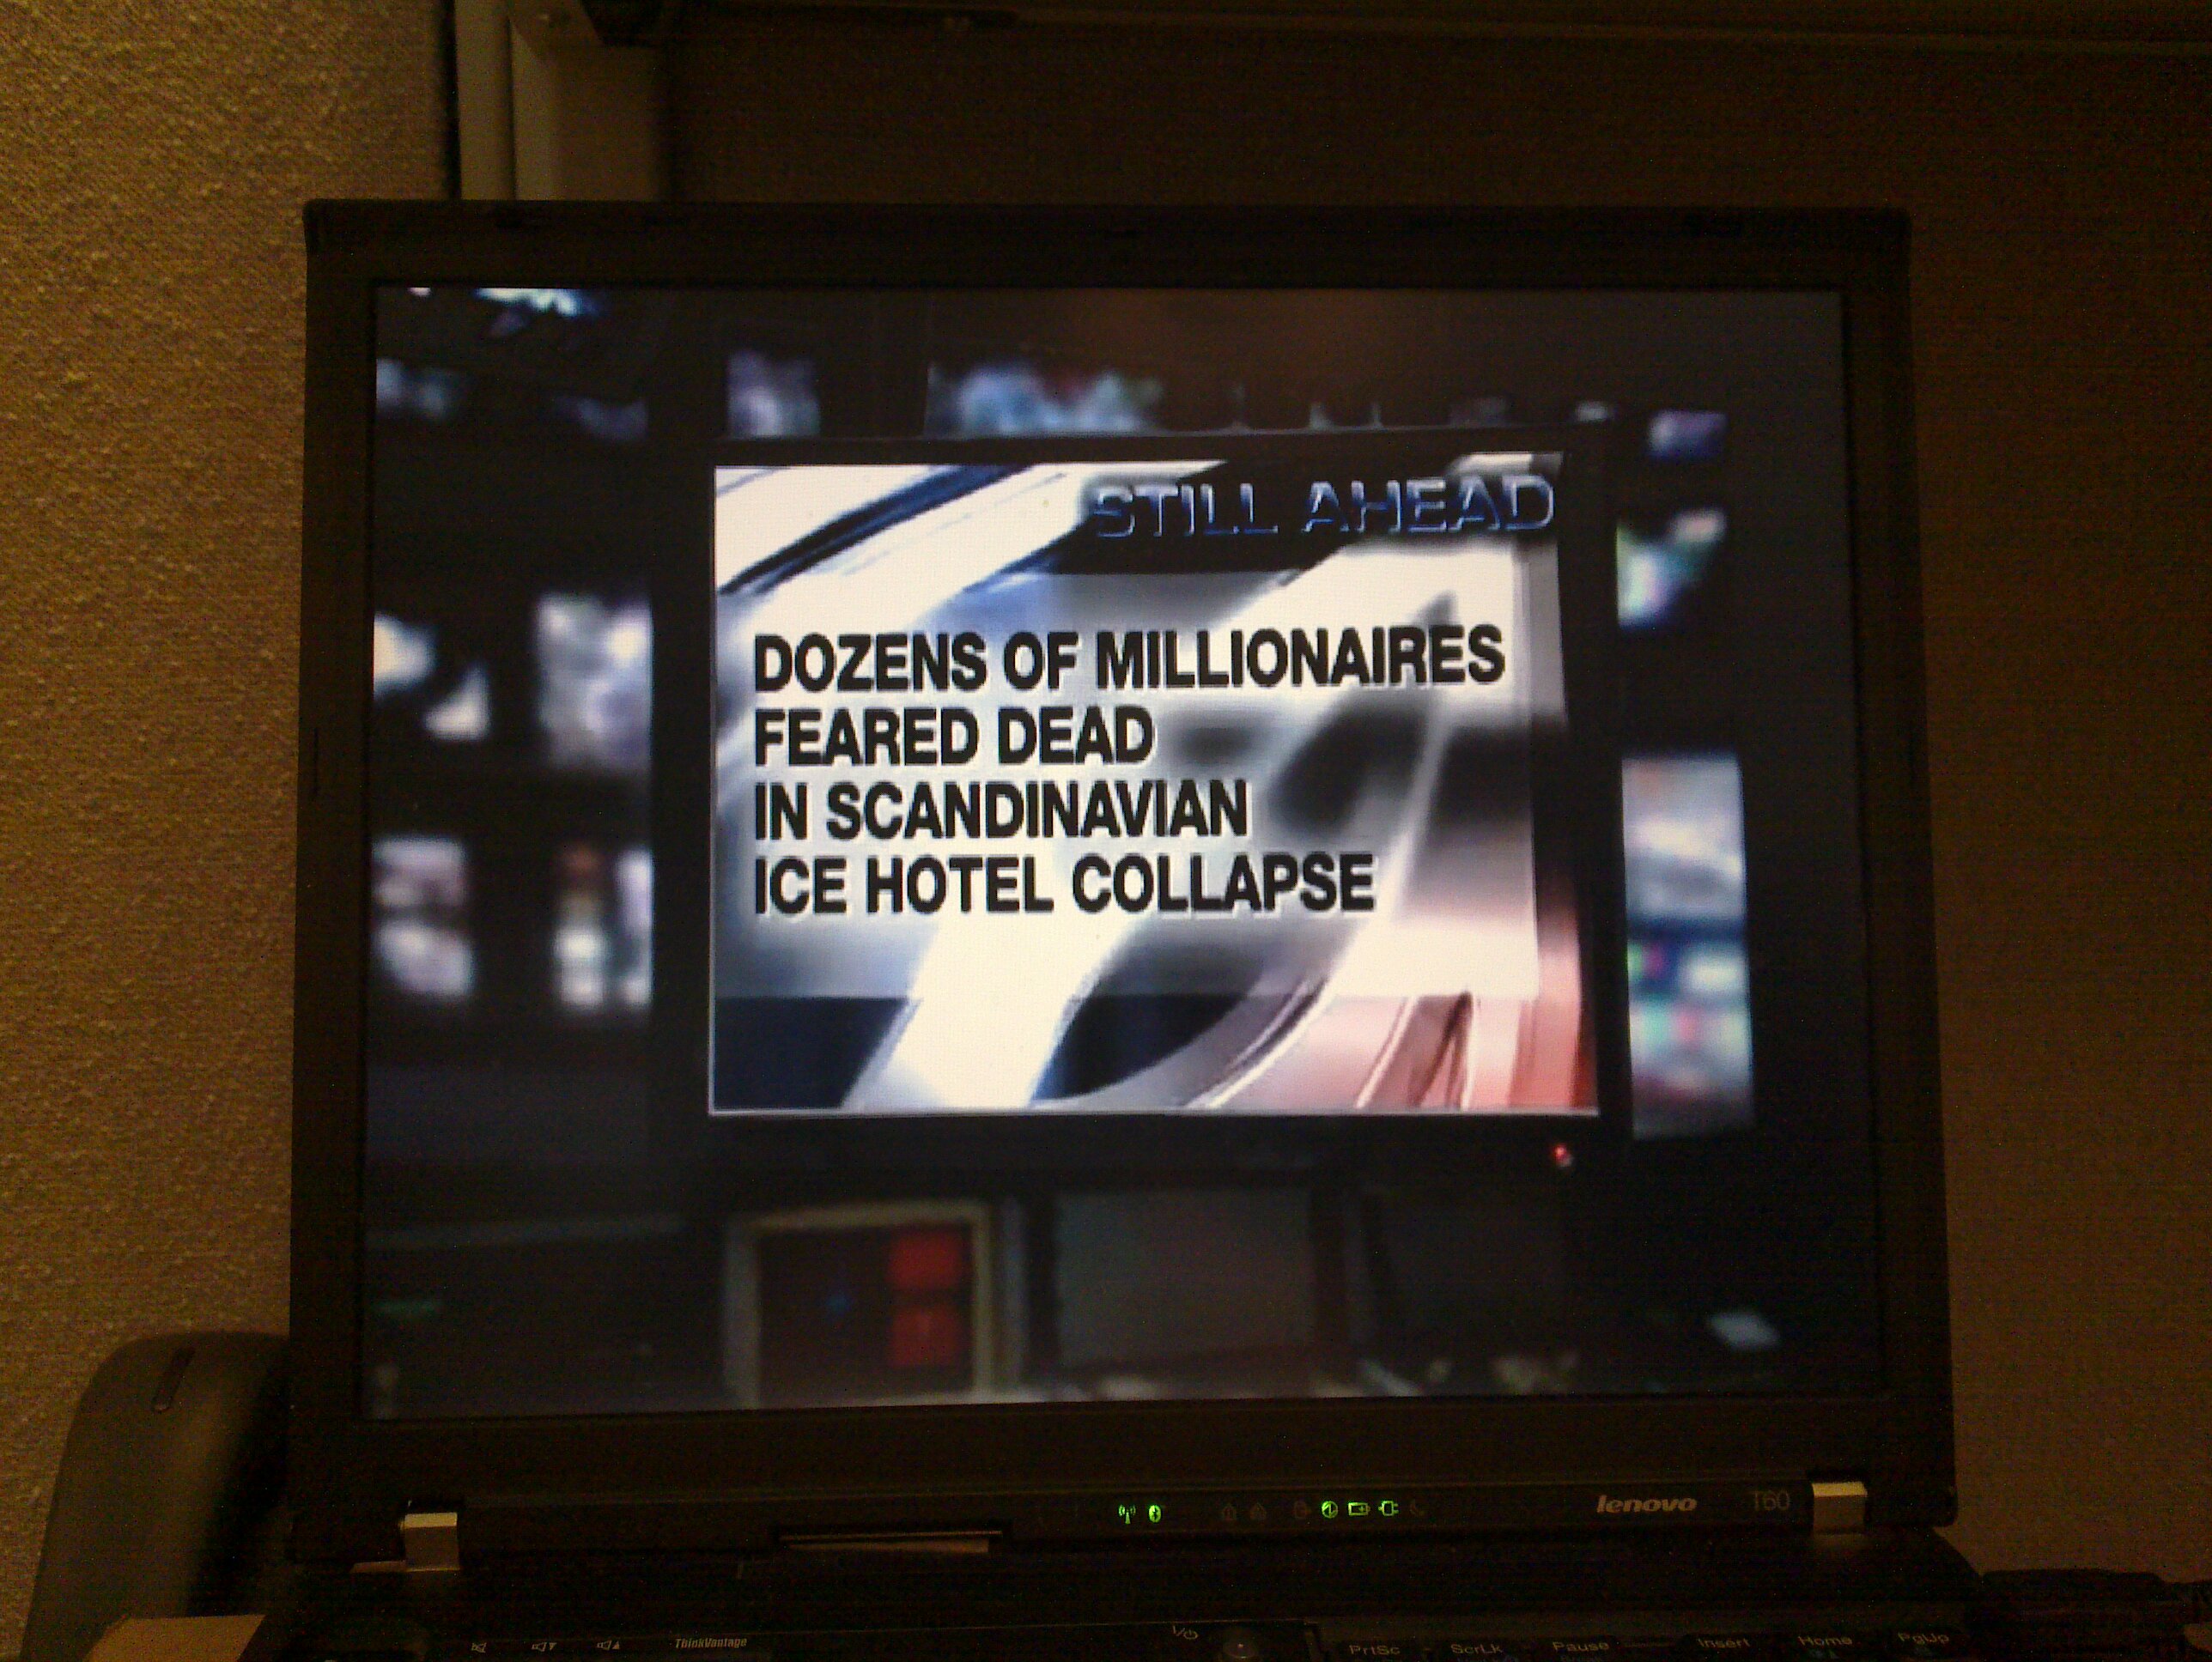 STILL AHEAD
DOZENS OF MILLIONAIRES
FEARED DEAD
IN SCANDINAVIAN
ICE HOTEL COLLAPSE
lenovo T60
ThinkVantage
PrtSc ScrLk Pause Insert Home PgUp